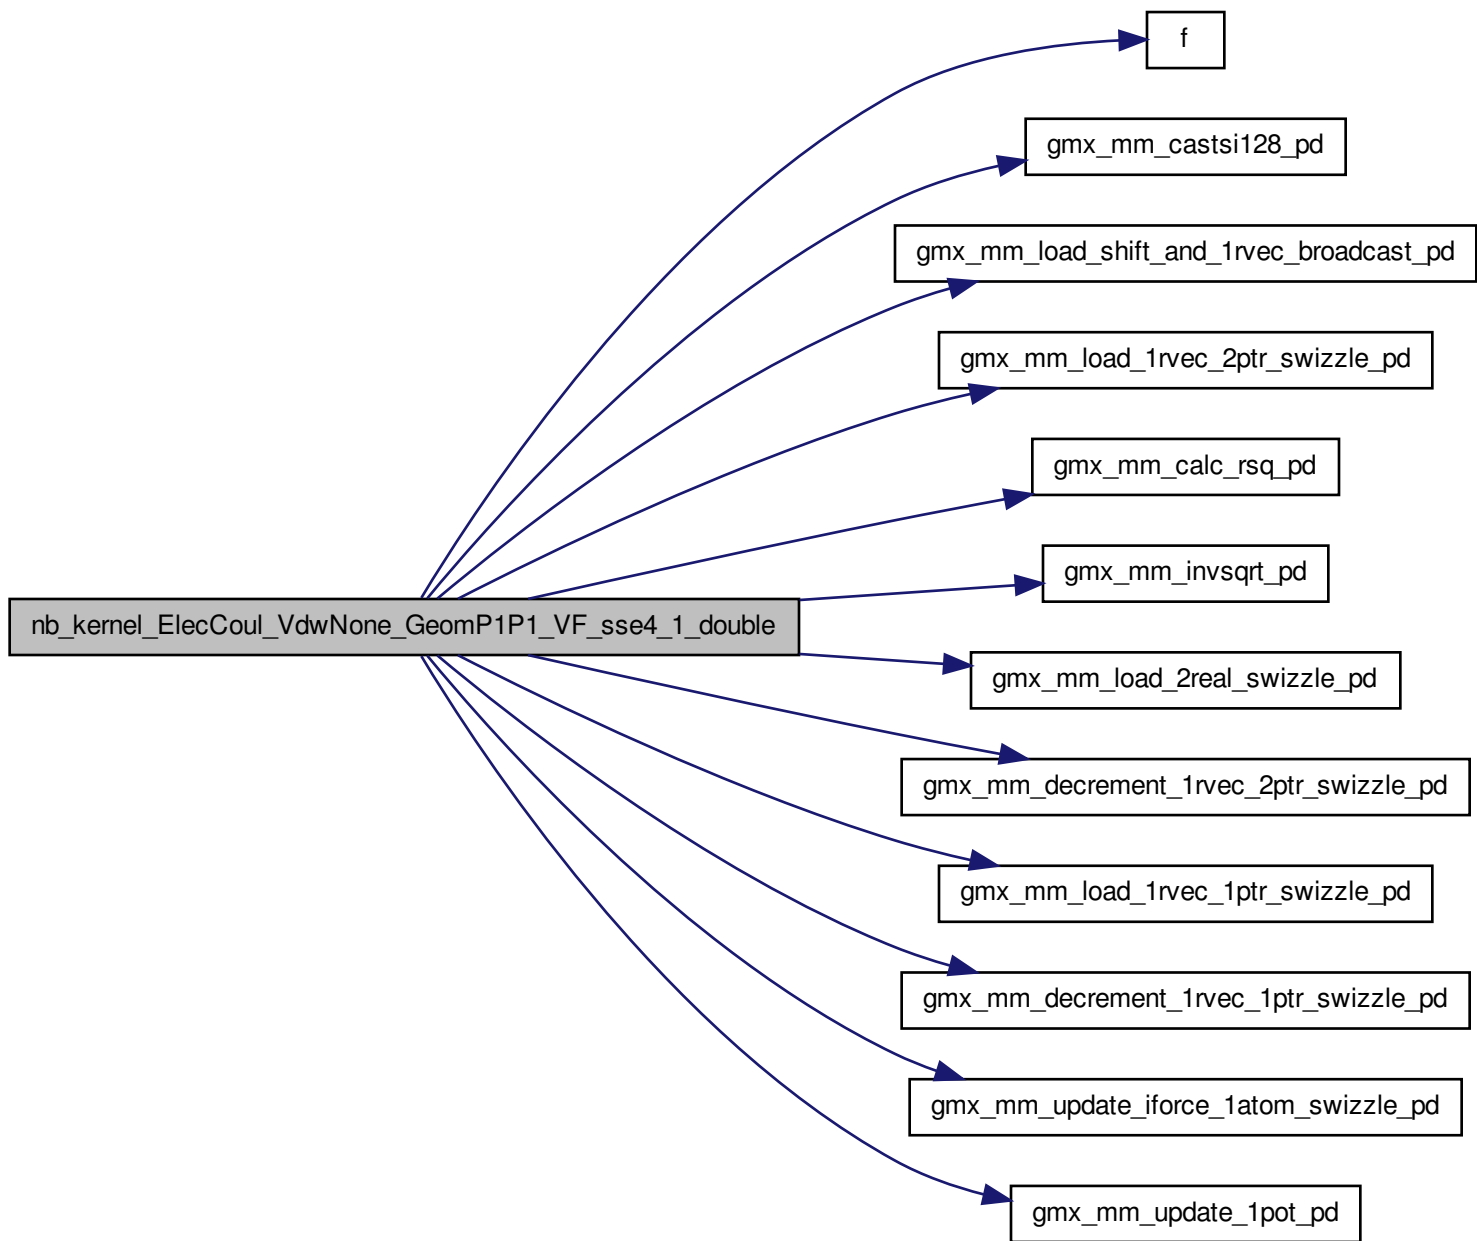 f
gmx_mm_castsi128_pd
gmx_mm_load_shift_and_1rvec_broadcast_pd
gmx_mm_load_1rvec_2ptr_swizzle_pd
gmx_mm_calc_rsq_pd
gmx_mm_invsqrt_pd
nb_kernel_ElecCoul_VdwNone_GeomP1P1_VF_sse4_1_double
gmx_mm_load_2real_swizzle_pd
gmx_mm_decrement_1rvec_2ptr_swizzle_pd
gmx_mm_load_1rvec_1ptr_swizzle_pd
gmx_mm_decrement_1rvec_1ptr_swizzle_pd
gmx_mm_update_iforce_1atom_swizzle_pd
gmx_mm_update_1pot_pd